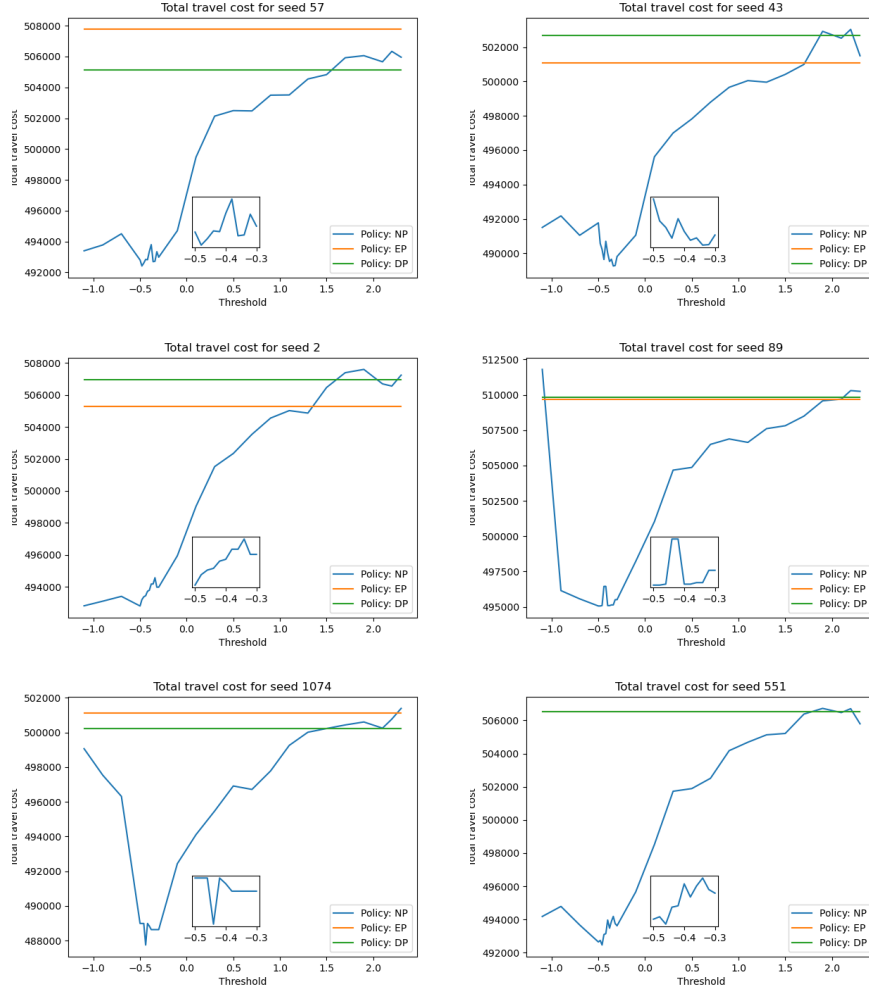 Total travel cost for seed 57
508000
506000
504000
502000
500000
498000
496000
494000
492000
Total travel cost
−0.5 −0.4 −0.3
Policy: NP
Policy: EP
Policy: DP
−1.0 −0.5 0.0 0.5 1.0 1.5 2.0
Threshold
Total travel cost for seed 43
502000
500000
498000
496000
494000
492000
490000
Total travel cost
−0.5 −0.4 −0.3
Policy: NP
Policy: EP
Policy: DP
−1.0 −0.5 0.0 0.5 1.0 1.5 2.0
Threshold
Total travel cost for seed 2
508000
506000
504000
502000
500000
498000
496000
494000
Total travel cost
−0.5 −0.4 −0.3
Policy: NP
Policy: EP
Policy: DP
−1.0 −0.5 0.0 0.5 1.0 1.5 2.0
Threshold
Total travel cost for seed 89
512500
510000
507500
505000
502500
500000
497500
495000
Total travel cost
−0.5 −0.4 −0.3
Policy: NP
Policy: EP
Policy: DP
−1.0 −0.5 0.0 0.5 1.0 1.5 2.0
Threshold
Total travel cost for seed 1074
502000
500000
498000
496000
494000
492000
490000
488000
Total travel cost
−0.5 −0.4 −0.3
Policy: NP
Policy: EP
Policy: DP
−1.0 −0.5 0.0 0.5 1.0 1.5 2.0
Threshold
Total travel cost for seed 551
506000
504000
502000
500000
498000
496000
494000
492000
Total travel cost
−0.5 −0.4 −0.3
Policy: NP
Policy: EP
Policy: DP
−1.0 −0.5 0.0 0.5 1.0 1.5 2.0
Threshold